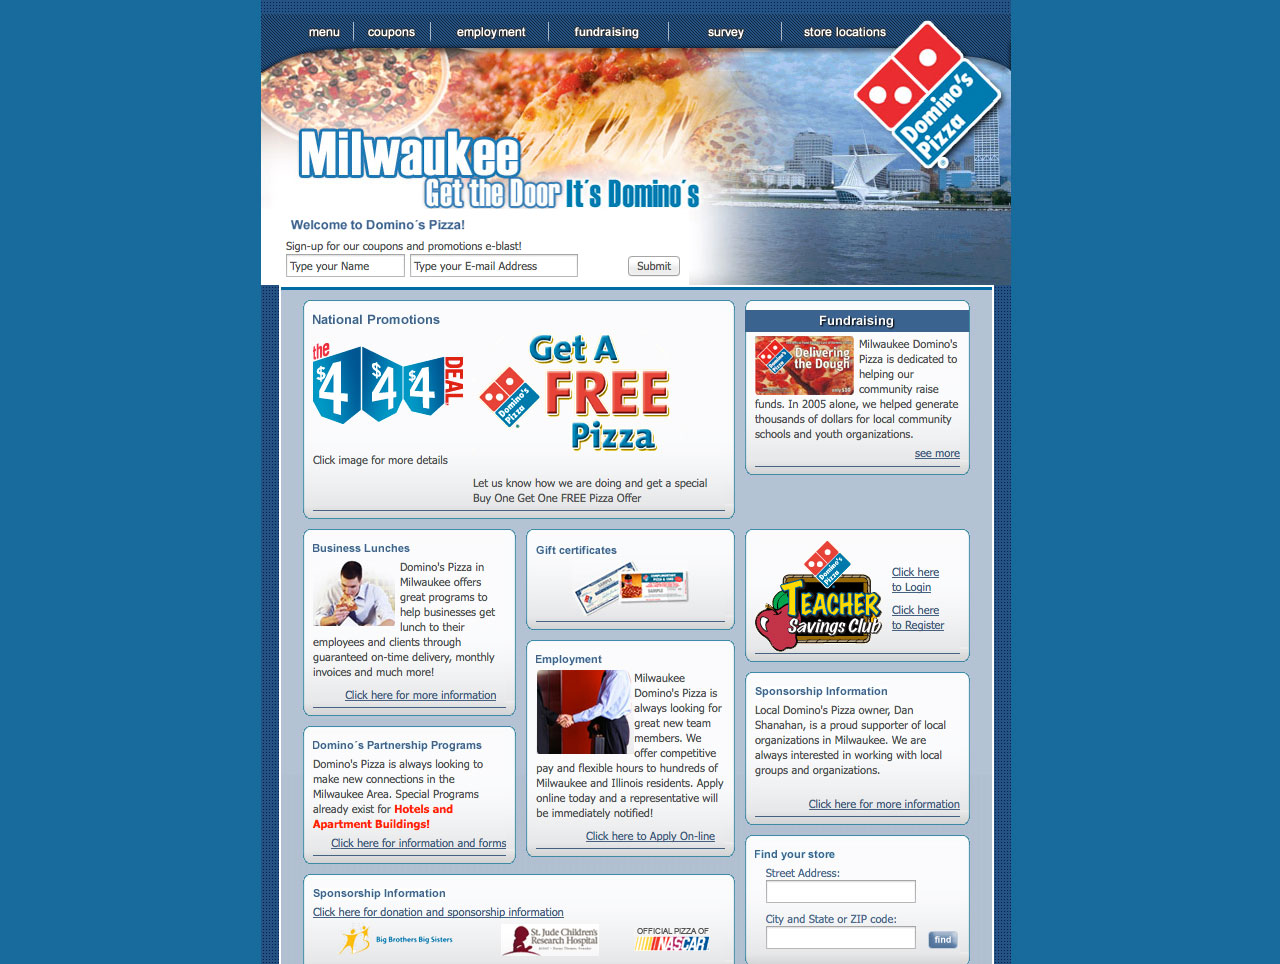 menu
coupons
employment
fundraising
survey
store locations
Domino's
Pizza
Milwaukee
Get the Door It´s Domino´s
Welcome to Domino´s Pizza!
Sign-up for our coupons and promotions e-blast!
Type your Name
Type your E-mail Address
Submit
National Promotions
the
$4 $4 $4
DEAL
Click image for more details
Get A
FREE
Pizza
Domino's
Pizza
Let us know how we are doing and get a special
Buy One Get One FREE Pizza Offer
Fundraising
Delivering
the Dough
Milwaukee Domino's
Pizza is dedicated to
helping our
community raise
funds. In 2005 alone, we helped generate
thousands of dollars for local community
schools and youth organizations.
see more
Business Lunches
Domino's Pizza in
Milwaukee offers
great programs to
help businesses get
lunch to their
employees and clients through
guaranteed on-time delivery, monthly
invoices and much more!
Click here for more information
Gift certificates
SAMPLE
Domino's
Pizza
TEACHER
Savings Club
Click here
to Login
Click here
to Register
Employment
Milwaukee
Domino's Pizza is
always looking for
great new team
members. We
offer competitive
pay and flexible hours to hundreds of
Milwaukee and Illinois residents. Apply
online today and a representative will
be immediately notified!
Click here to Apply On-line
Sponsorship Information
Local Domino's Pizza owner, Dan
Shanahan, is a proud supporter of local
organizations in Milwaukee. We are
always interested in working with local
groups and organizations.
Click here for more information
Domino´s Partnership Programs
Domino's Pizza is always looking to
make new connections in the
Milwaukee Area. Special Programs
already exist for Hotels and
Apartment Buildings!
Click here for information and forms
Find your store
Street Address:
City and State or ZIP code:
find
Sponsorship Information
Click here for donation and sponsorship information
Big Brothers Big Sisters
St. Jude Children's
Research Hospital
OFFICIAL PIZZA OF
NASCAR